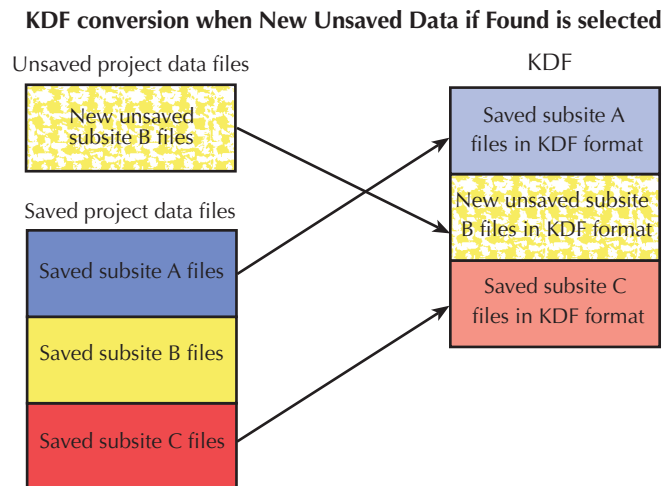 KDF conversion when New Unsaved Data if Found is selected
Unsaved project data files
New unsaved
subsite B files
Saved project data files
Saved subsite A files
Saved subsite B files
Saved subsite C files
KDF
Saved subsite A
files in KDF format
New unsaved subsite
B files in KDF format
Saved subsite C
files in KDF format